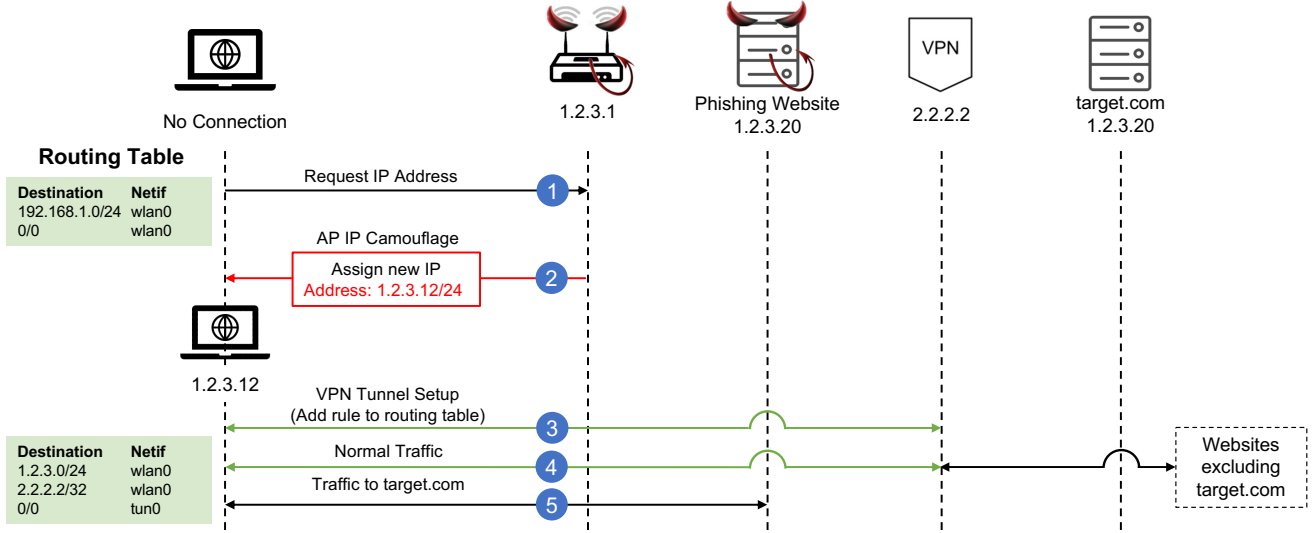 No Connection
1.2.3.1
Phishing Website
1.2.3.20
VPN
2.2.2.2
target.com
1.2.3.20
Routing Table
Destination Netif
192.168.1.0/24 wlan0
0/0 wlan0
Request IP Address
1
AP IP Camouflage
Assign new IP
Address: 1.2.3.12/24
2
1.2.3.12
VPN Tunnel Setup
(Add rule to routing table)
3
Destination Netif
1.2.3.0/24 wlan0
2.2.2.2/32 wlan0
0/0 tun0
Normal Traffic
4
Traffic to target.com
5
Websites
excluding
target.com